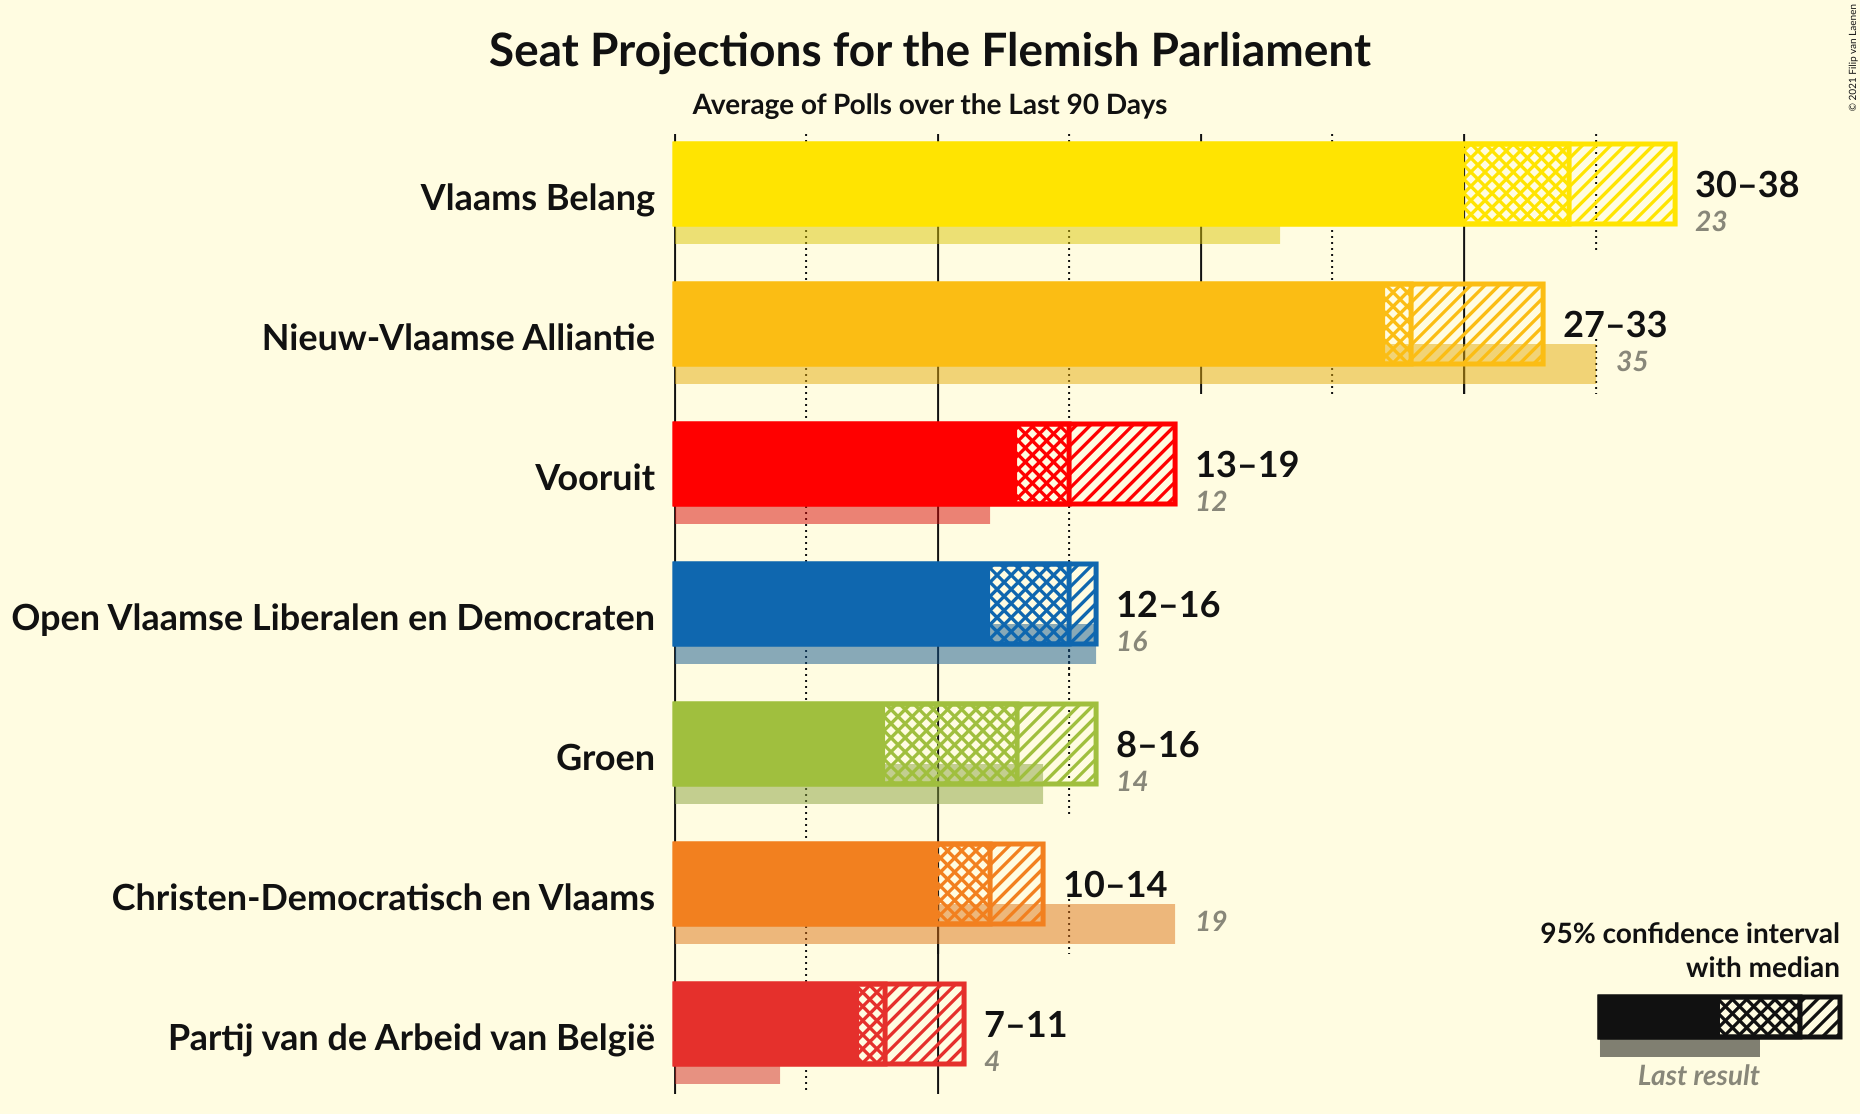 Seat Projections for the Flemish Parliament
Average of Polls over the Last 90 Days
© 2021 Filip van Laenen
Vlaams Belang
30–38
23
Nieuw-Vlaamse Alliantie
27–33
35
Vooruit
13–19
12
Open Vlaamse Liberalen en Democraten
12–16
16
Groen
8–16
14
Christen-Democratisch en Vlaams
10–14
19
Partij van de Arbeid van België
7–11
4
95% confidence interval
with median
Last result